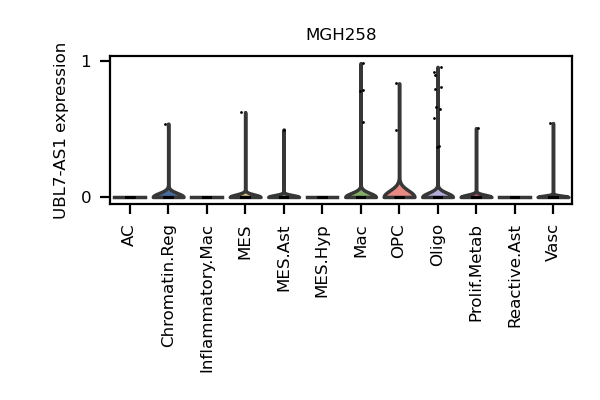 MGH258
UBL7-AS1 expression
1
0
AC
Chromatin.Reg
Inflammatory.Mac
MES
MES.Ast
MES.Hyp
Mac
OPC
Oligo
Prolif.Metab
Reactive.Ast
Vasc